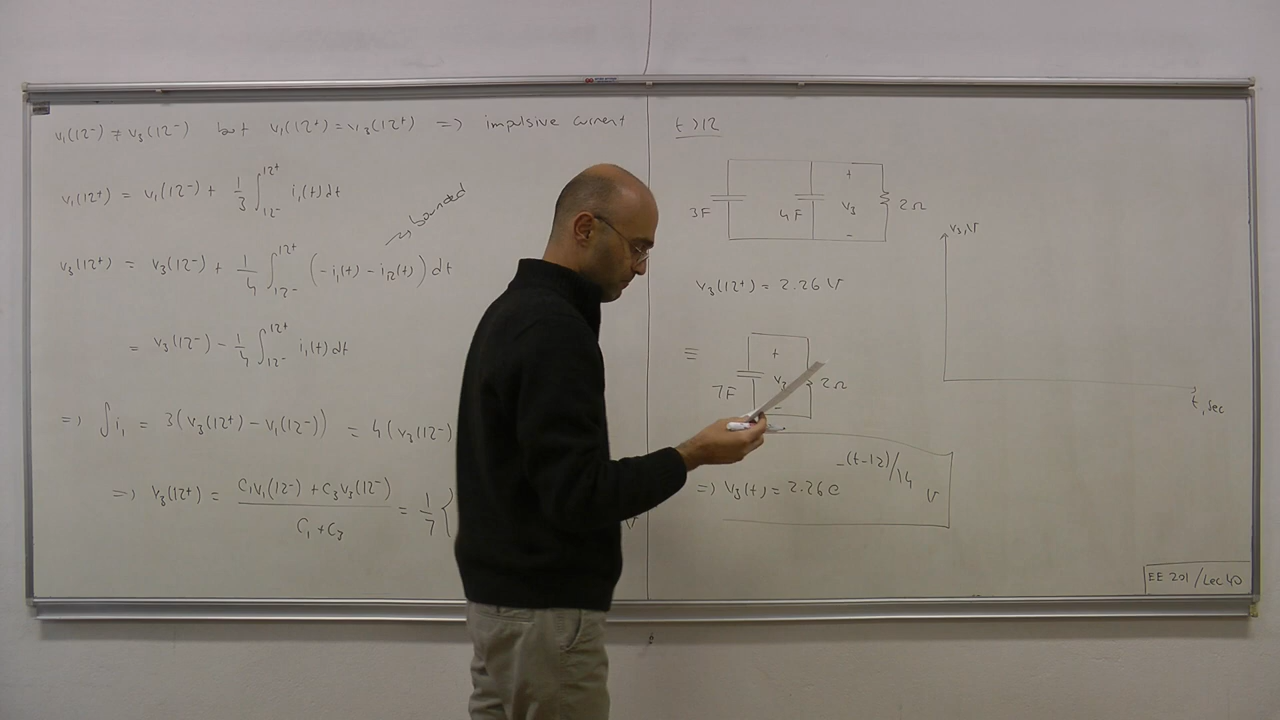 v₁(12⁻) ≠ v₃(12⁻) but v₁(12⁺) = v₃(12⁺) => impulsive current
v₁(12⁺) = v₁(12⁻) + 1/3 ∫_{12⁻}^{12⁺} i₁(t) dt
bounded
v₃(12⁺) = v₃(12⁻) + 1/4 ∫_{12⁻}^{12⁺} (-i₁(t) - i_R(t)) dt
= v₃(12⁻) - 1/4 ∫_{12⁻}^{12⁺} i₁(t) dt
=> ∫ i₁ = 3(v₃(12⁺) - v₁(12⁻)) = 4(v₃(12⁻)
=> v₃(12⁺) = (C₁v₁(12⁻) + C₃v₃(12⁻)) / (C₁ + C₃) = 1/7 {
V
t > 12
3F 4F + v₃ - 2Ω
v₃(12⁺) = 2.26 V
≡ 7F + v - 2Ω
=> v₃(t) = 2.26 e^{-(t-12)/14} V
v₃, V
t, sec
EE 201 / Lec 40